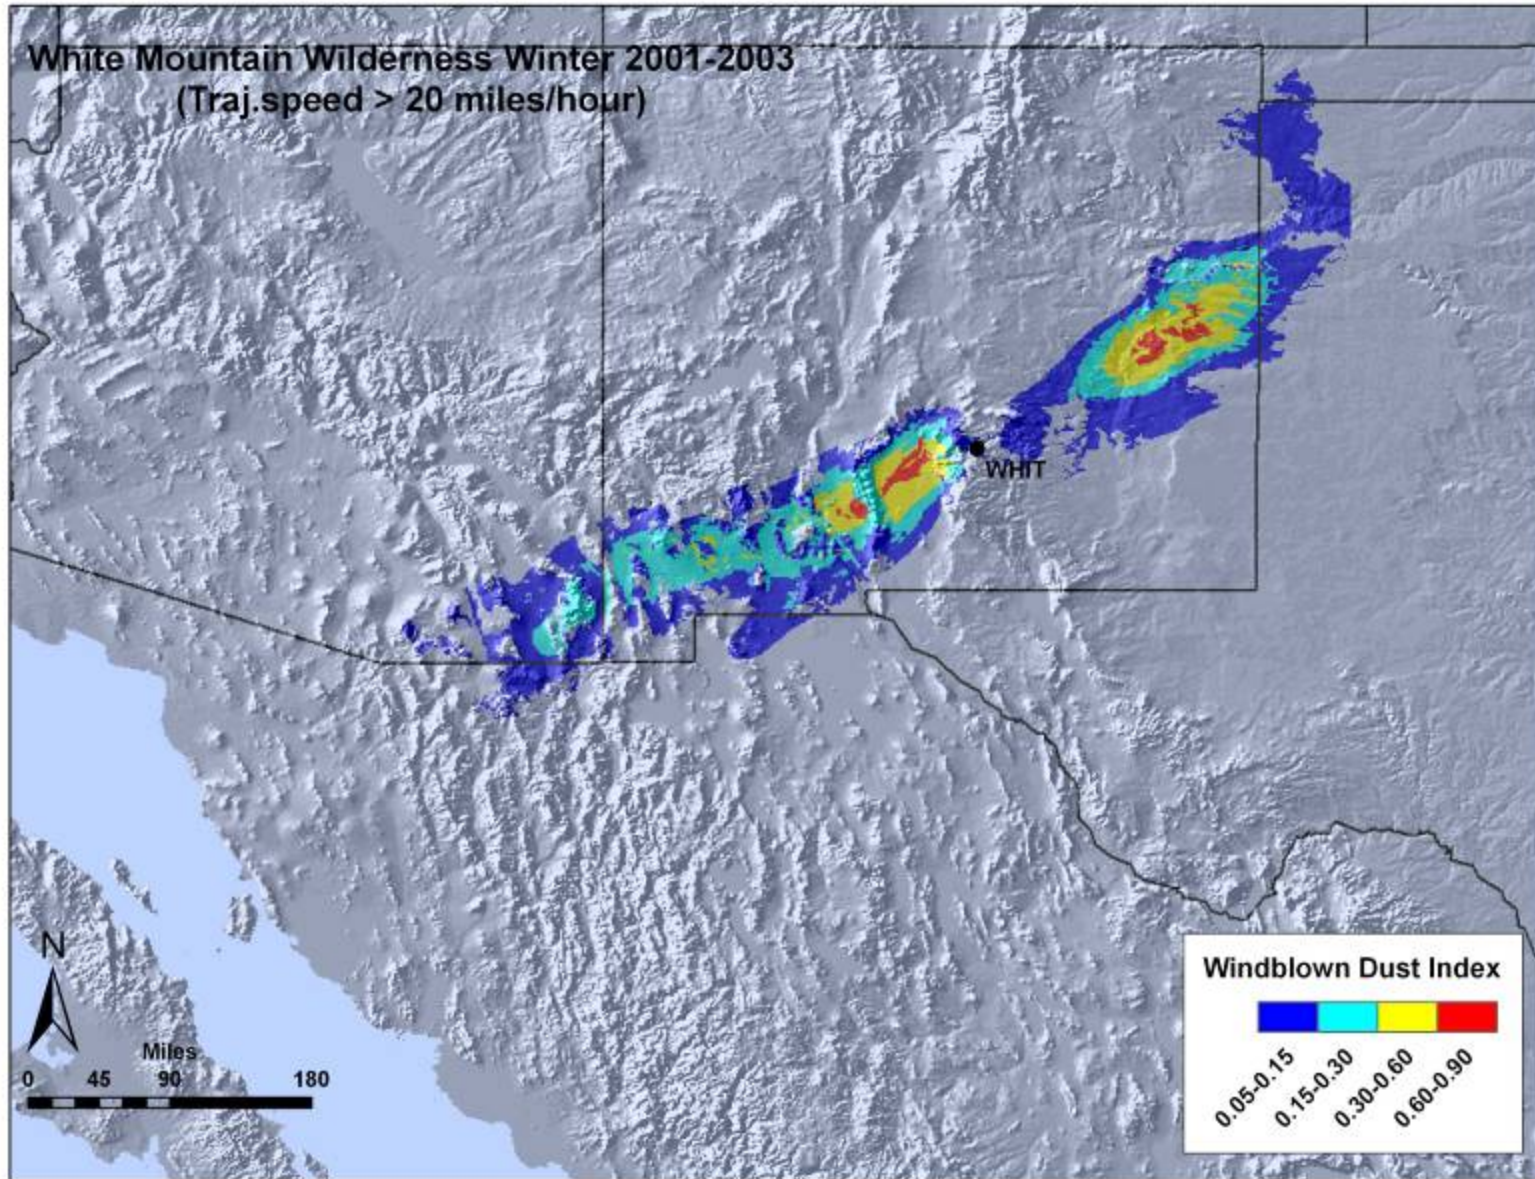 White Mountain Wilderness Winter 2001-2003
(Traj.speed > 20 miles/hour)
WHIT
N
Miles
0 45 90 180
Windblown Dust Index
0.05-0.15 0.15-0.30 0.30-0.60 0.60-0.90